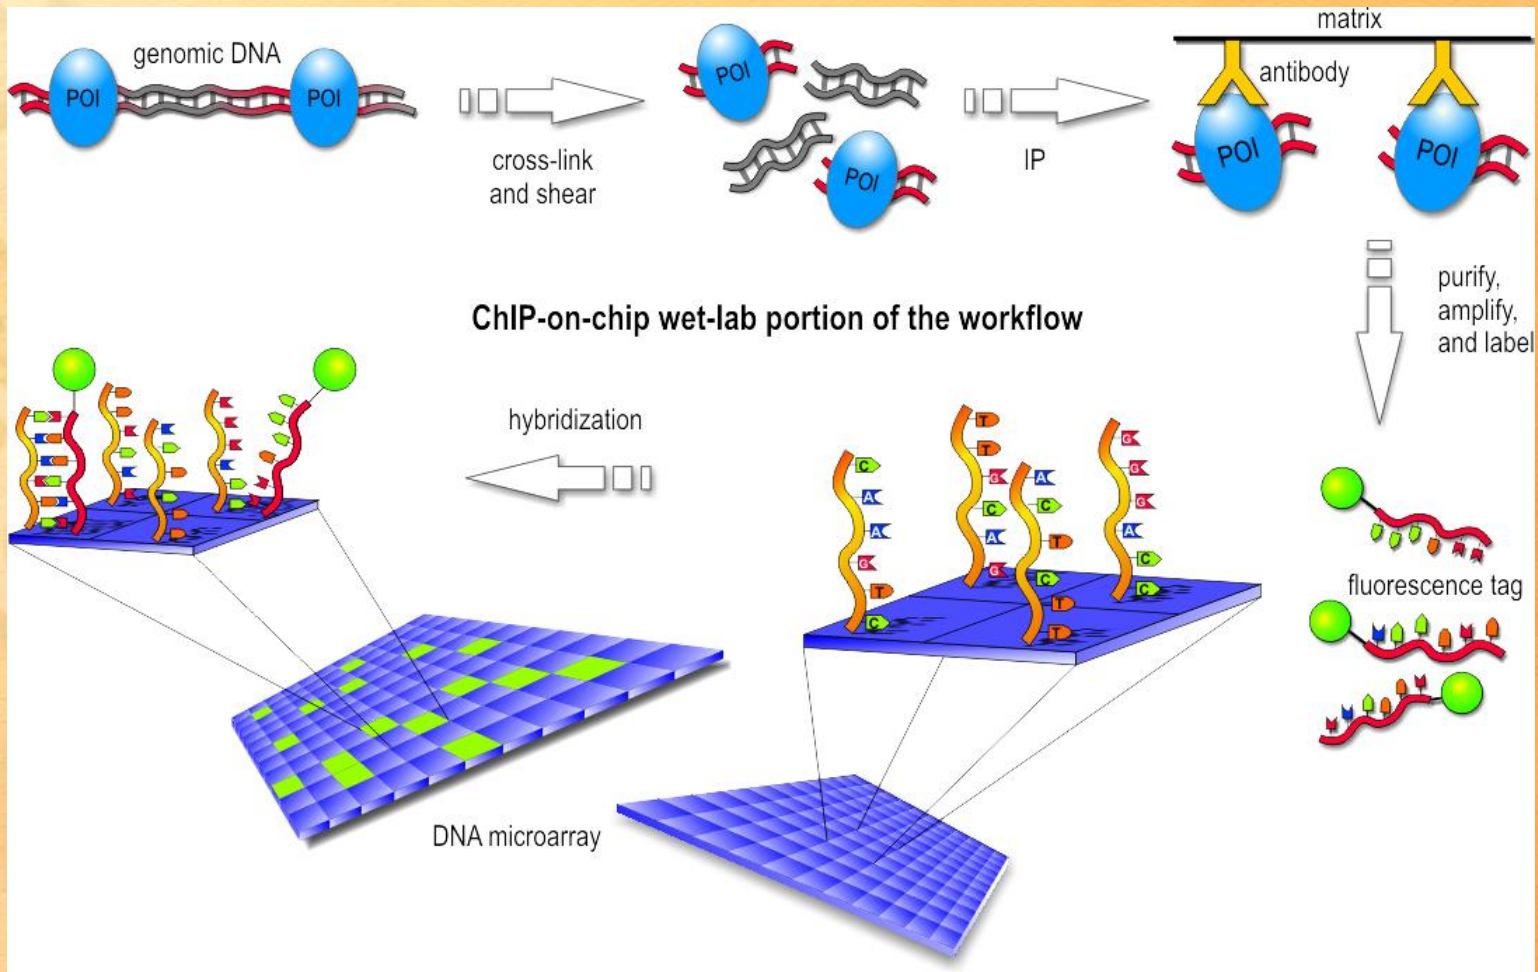 genomic DNA
POI
POI
cross-link
and shear
POI
POI
IP
matrix
antibody
POI
POI
purify,
amplify,
and label
ChIP-on-chip wet-lab portion of the workflow
hybridization
fluorescence tag
C
A
A
G
T
C
T
T
G
C
A
G
A
C
T
C
T
T
G
G
G
A
C
C
DNA microarray